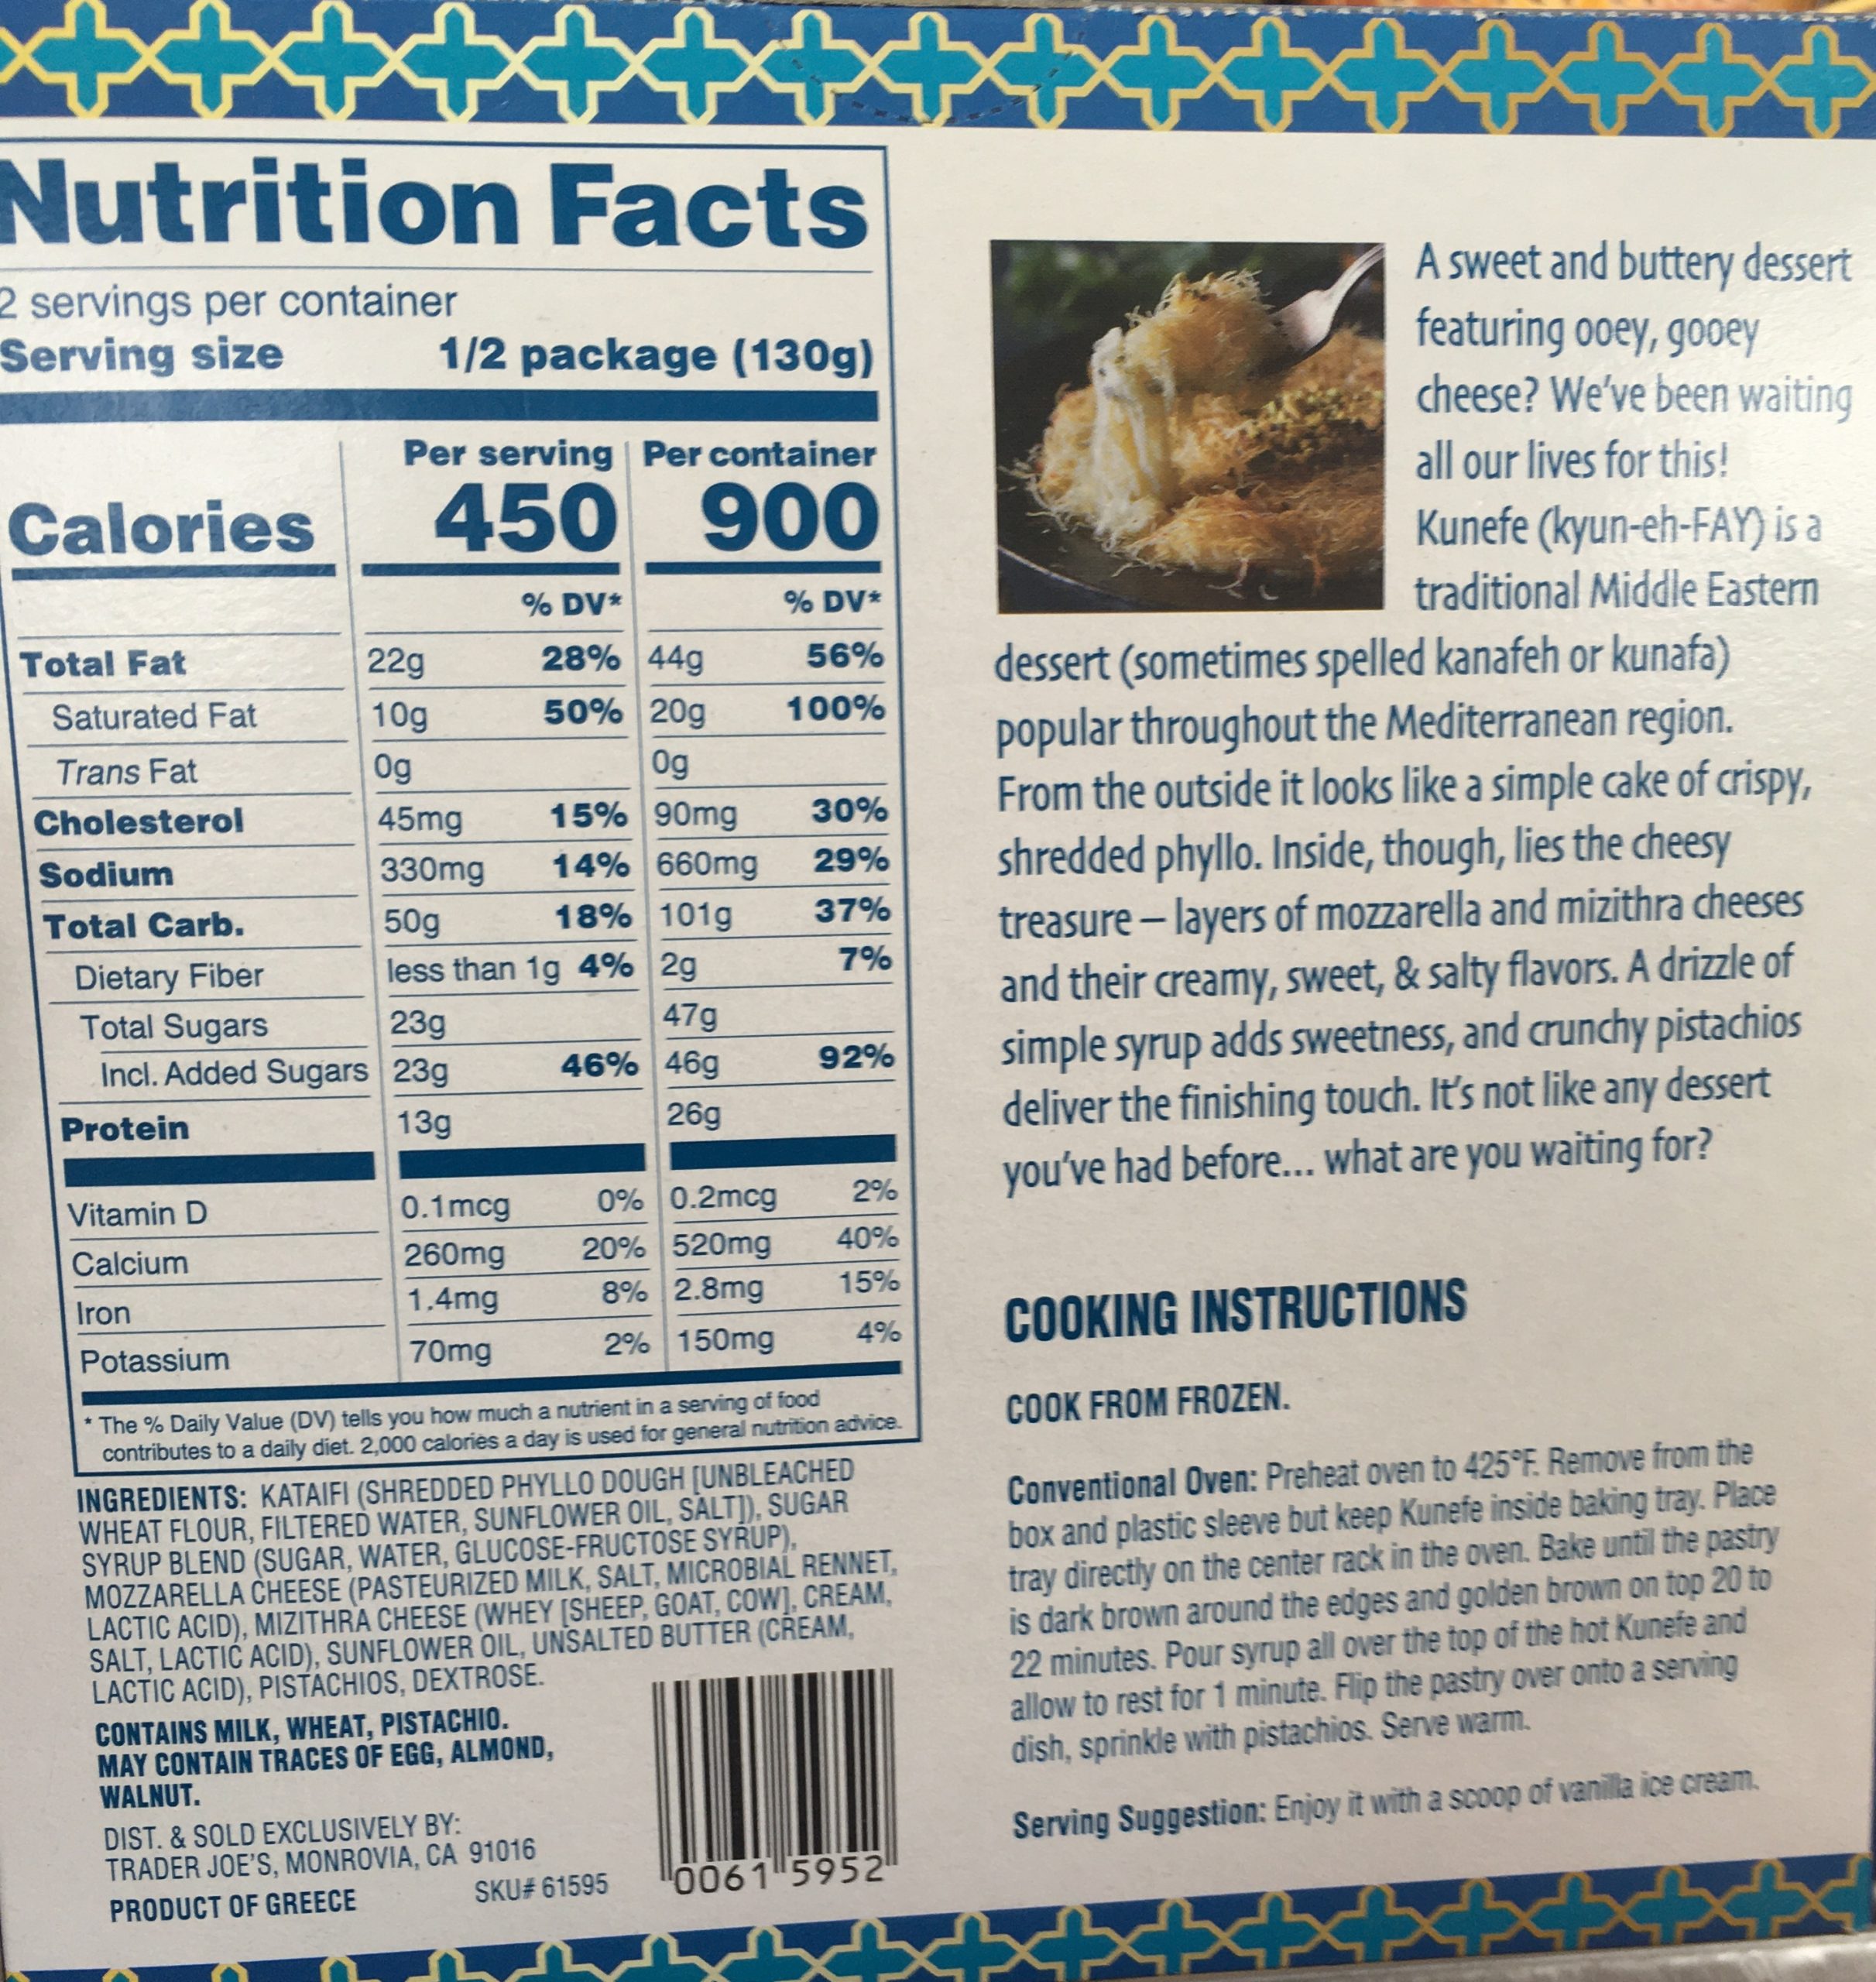 Nutrition Facts
2 servings per container
Serving size 1/2 package (130g)
Per serving Per container
Calories 450 900
% DV* % DV*
Total Fat 22g 28% 44g 56%
Saturated Fat 10g 50% 20g 100%
Trans Fat 0g 0g
Cholesterol 45mg 15% 90mg 30%
Sodium 330mg 14% 660mg 29%
Total Carb. 50g 18% 101g 37%
Dietary Fiber less than 1g 4% 2g 7%
Total Sugars 23g 47g
Incl. Added Sugars 23g 46% 46g 92%
Protein 13g 26g
Vitamin D 0.1mcg 0% 0.2mcg 2%
Calcium 260mg 20% 520mg 40%
Iron 1.4mg 8% 2.8mg 15%
Potassium 70mg 2% 150mg 4%
* The % Daily Value (DV) tells you how much a nutrient in a serving of food
contributes to a daily diet. 2,000 calories a day is used for general nutrition advice.
INGREDIENTS: KATAIFI (SHREDDED PHYLLO DOUGH [UNBLEACHED
WHEAT FLOUR, FILTERED WATER, SUNFLOWER OIL, SALT]), SUGAR
SYRUP BLEND (SUGAR, WATER, GLUCOSE-FRUCTOSE SYRUP),
MOZZARELLA CHEESE (PASTEURIZED MILK, SALT, MICROBIAL RENNET,
LACTIC ACID), MIZITHRA CHEESE (WHEY [SHEEP, GOAT, COW], CREAM,
SALT, LACTIC ACID), SUNFLOWER OIL, UNSALTED BUTTER (CREAM,
LACTIC ACID), PISTACHIOS, DEXTROSE.
CONTAINS MILK, WHEAT, PISTACHIO.
MAY CONTAIN TRACES OF EGG, ALMOND,
WALNUT.
DIST. & SOLD EXCLUSIVELY BY:
TRADER JOE'S, MONROVIA, CA 91016
PRODUCT OF GREECE
SKU# 61595
0061 5952
A sweet and buttery dessert
featuring ooey, gooey
cheese? We've been waiting
all our lives for this!
Kunefe (kyun-eh-FAY) is a
traditional Middle Eastern
dessert (sometimes spelled kanafeh or kunafa)
popular throughout the Mediterranean region.
From the outside it looks like a simple cake of crispy,
shredded phyllo. Inside, though, lies the cheesy
treasure – layers of mozzarella and mizithra cheeses
and their creamy, sweet, & salty flavors. A drizzle of
simple syrup adds sweetness, and crunchy pistachios
deliver the finishing touch. It's not like any dessert
you've had before... what are you waiting for?
COOKING INSTRUCTIONS
COOK FROM FROZEN.
Conventional Oven: Preheat oven to 425°F. Remove from the
box and plastic sleeve but keep Kunefe inside baking tray. Place
tray directly on the center rack in the oven. Bake until the pastry
is dark brown around the edges and golden brown on top 20 to
22 minutes. Pour syrup all over the top of the hot Kunefe and
allow to rest for 1 minute. Flip the pastry over onto a serving
dish, sprinkle with pistachios. Serve warm.
Serving Suggestion: Enjoy it with a scoop of vanilla ice cream.